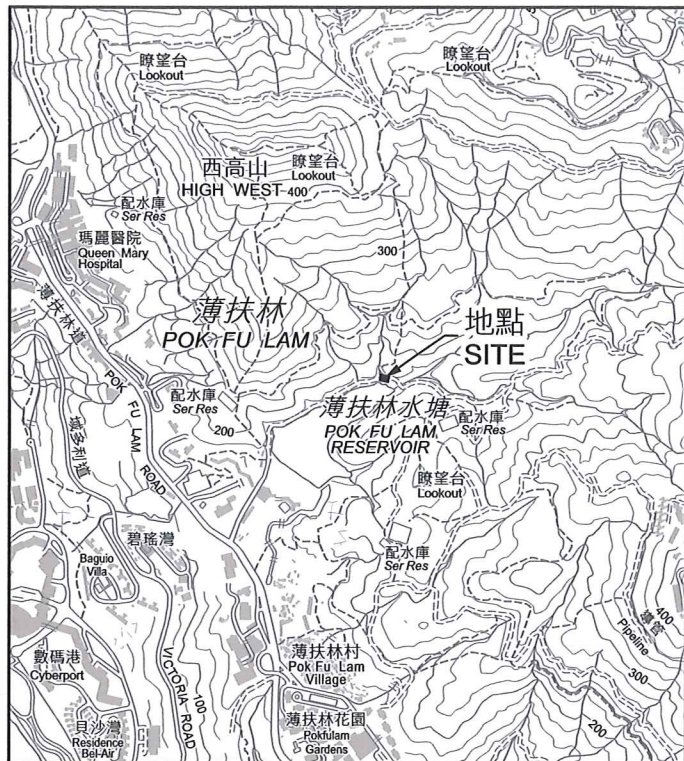 瞭望台
Lookout
瞭望台
Lookout
西高山
HIGH WEST
400
瞭望台
Lookout
配水庫
Ser Res
瑪麗醫院
Queen Mary
Hospital
300
薄扶林道
薄扶林
POK FU LAM
地點
SITE
POK FU LAM ROAD
配水庫
Ser Res
200
薄扶林水塘
POK FU LAM
RESERVOIR
配水庫
Ser Res
域多利道
瞭望台
Lookout
碧瑤灣
Baguio
Villa
配水庫
Ser Res
400
導管
Pipeline
300
200
數碼港
Cyberport
100
VICTORIA ROAD
薄扶林村
Pok Fu Lam
Village
貝沙灣
Residence
Bel-Air
薄扶林花園
Pokfulam
Gardens